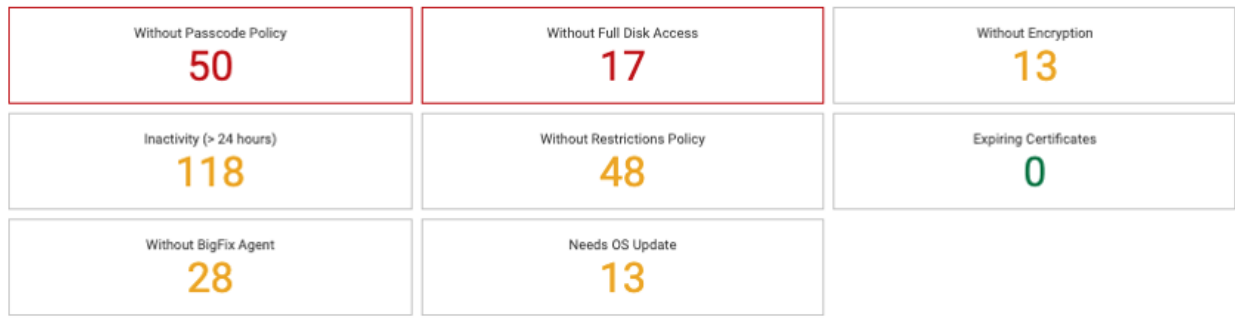 Without Passcode Policy
50
Without Full Disk Access
17
Without Encryption
13
Inactivity (> 24 hours)
118
Without Restrictions Policy
48
Expiring Certificates
0
Without BigFix Agent
28
Needs OS Update
13